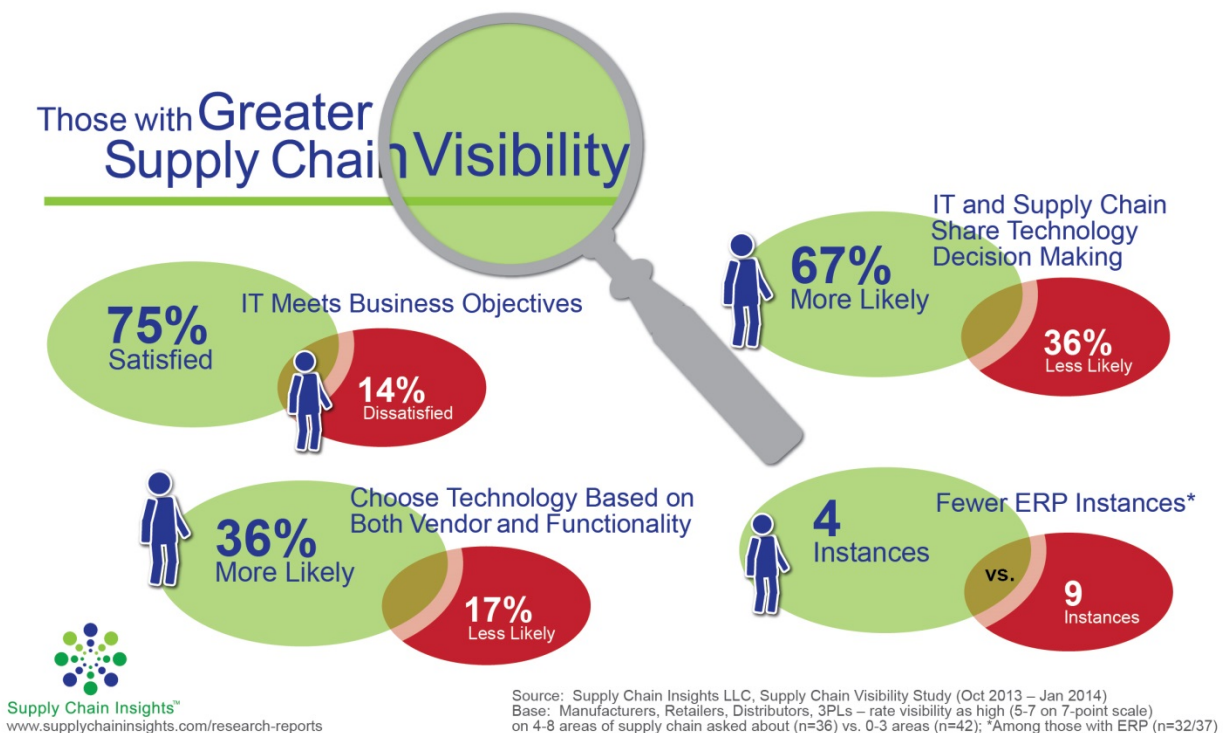 Those with Greater
Supply Chain Visibility
IT Meets Business Objectives
75%
Satisfied
14%
Dissatisfied
IT and Supply Chain
Share Technology
Decision Making
67%
More Likely
36%
Less Likely
Choose Technology Based on
Both Vendor and Functionality
36%
More Likely
17%
Less Likely
Fewer ERP Instances*
4
Instances
vs.
9
Instances
Supply Chain Insights™
www.supplychaininsights.com/research-reports
Source: Supply Chain Insights LLC, Supply Chain Visibility Study (Oct 2013 – Jan 2014)
Base: Manufacturers, Retailers, Distributors, 3PLs – rate visibility as high (5-7 on 7-point scale)
on 4-8 areas of supply chain asked about (n=36) vs. 0-3 areas (n=42); *Among those with ERP (n=32/37)